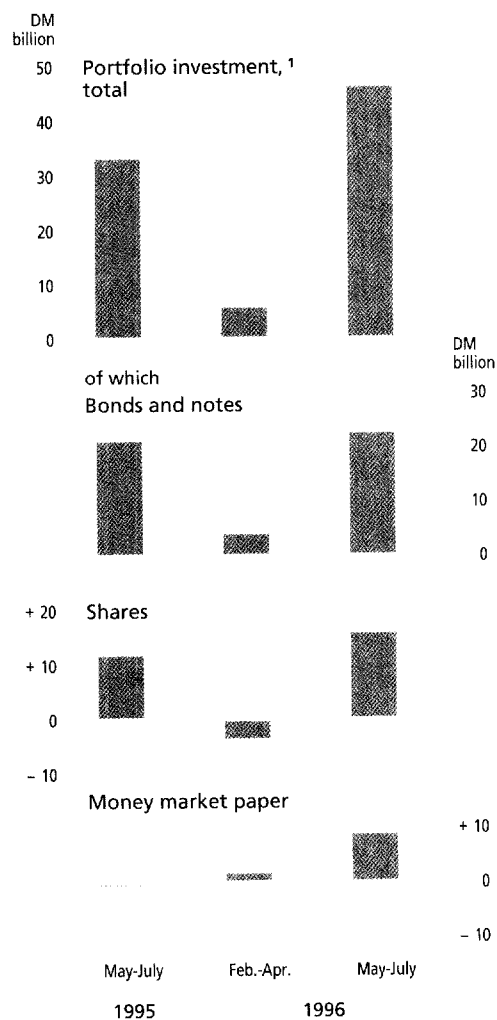 DM
billion
50
Portfolio investment, 1
total
40
30
20
10
0
DM
billion
of which
30
Bonds and notes
20
10
0
+ 20
Shares
+ 10
0
– 10
Money market paper
+ 10
0
– 10
May-July Feb.-Apr. May-July
1995 1996